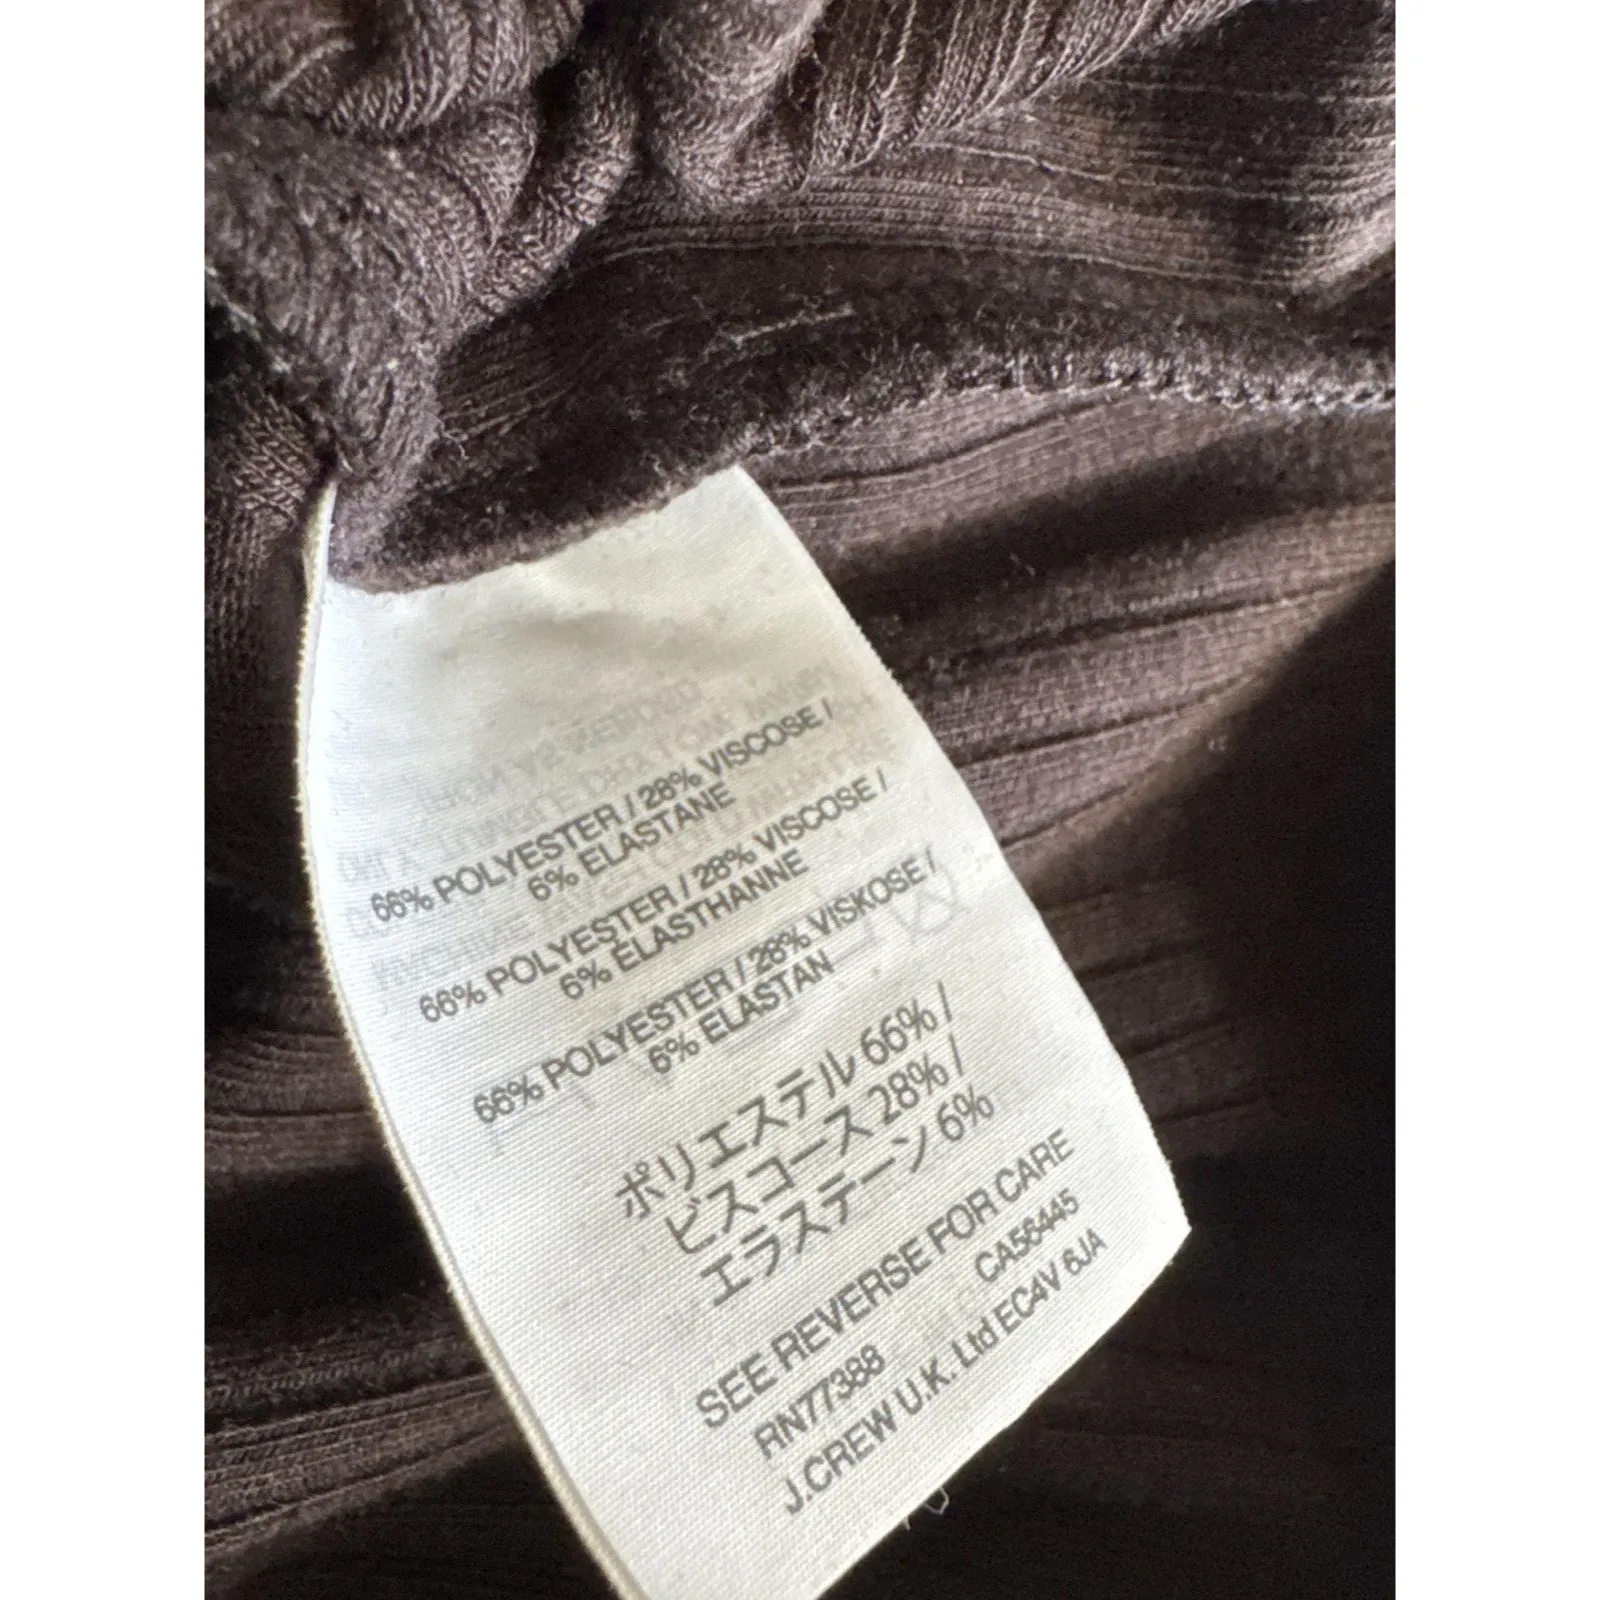 66% POLYESTER / 28% VISCOSE /
6% ELASTANE
66% POLYESTER / 28% VISCOSE /
6% ELASTHANNE
66% POLYESTER / 28% VISKOSE /
6% ELASTAN
ポリエステル 66% /
ビスコース 28% /
エラステーン 6%
SEE REVERSE FOR CARE
RN77388 CA56445
J.CREW U.K. Ltd EC4V 6JA